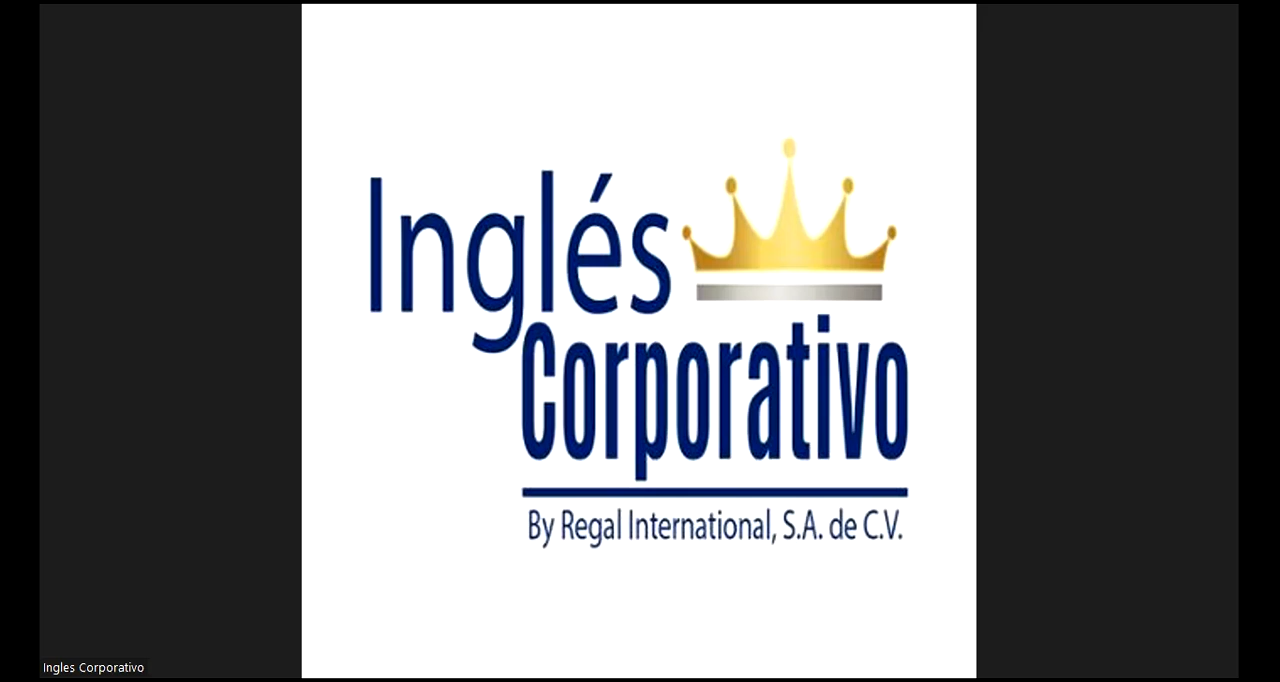 Inglés
Corporativo
By Regal International, S.A. de C.V.
Ingles Corporativo